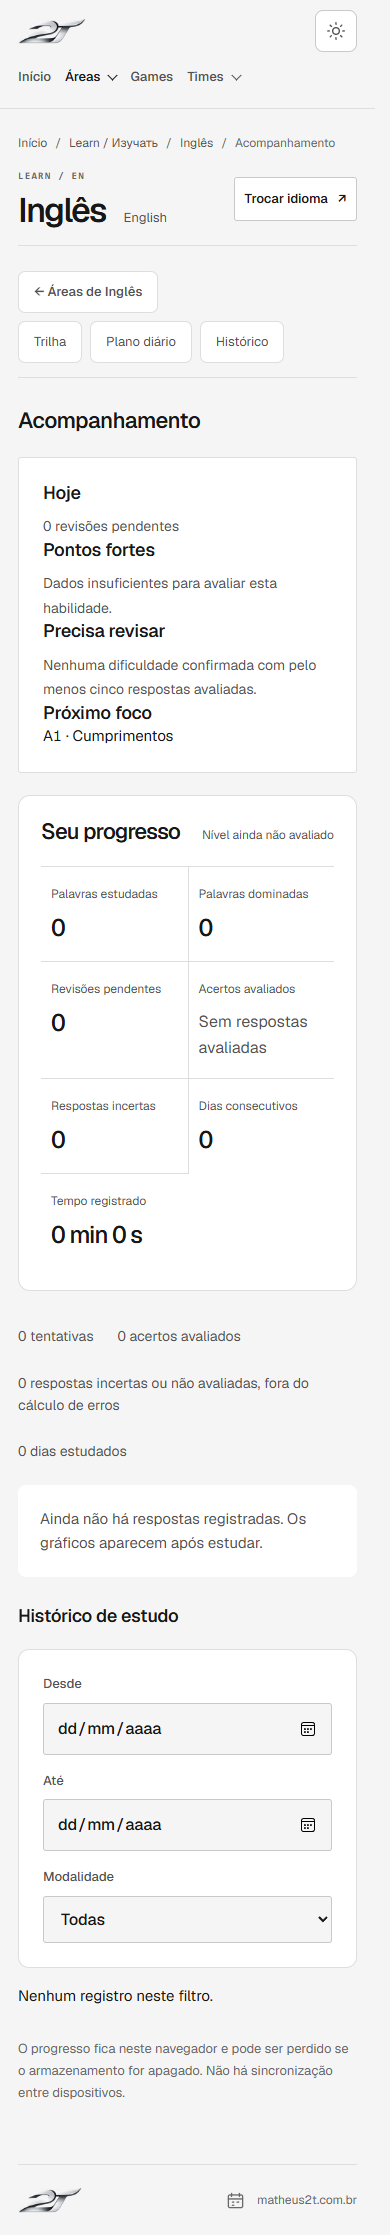 2T
Início Áreas Games Times
Início / Learn / Изучать / Inglês / Acompanhamento
LEARN / EN
Inglês English
Trocar idioma ↗
← Áreas de Inglês
Trilha Plano diário Histórico
Acompanhamento
Hoje
0 revisões pendentes
Pontos fortes
Dados insuficientes para avaliar esta
habilidade.
Precisa revisar
Nenhuma dificuldade confirmada com pelo
menos cinco respostas avaliadas.
Próximo foco
A1 · Cumprimentos
Seu progresso Nível ainda não avaliado
Palavras estudadas
0
Palavras dominadas
0
Revisões pendentes
0
Acertos avaliados
Sem respostas
avaliadas
Respostas incertas
0
Dias consecutivos
0
Tempo registrado
0 min 0 s
0 tentativas 0 acertos avaliados
0 respostas incertas ou não avaliadas, fora do
cálculo de erros
0 dias estudados
Ainda não há respostas registradas. Os
gráficos aparecem após estudar.
Histórico de estudo
Desde
dd/mm/aaaa
Até
dd/mm/aaaa
Modalidade
Todas
Nenhum registro neste filtro.
O progresso fica neste navegador e pode ser perdido se
o armazenamento for apagado. Não há sincronização
entre dispositivos.
2T
matheus2t.com.br